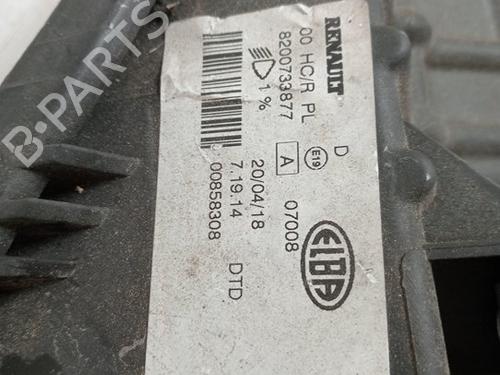 RENAULT
00 HC/R PL
8200733877
1%
D
E19
A
07008
20/04/18
7.19.14
DTD
00858308
ELBA
B-PARTS